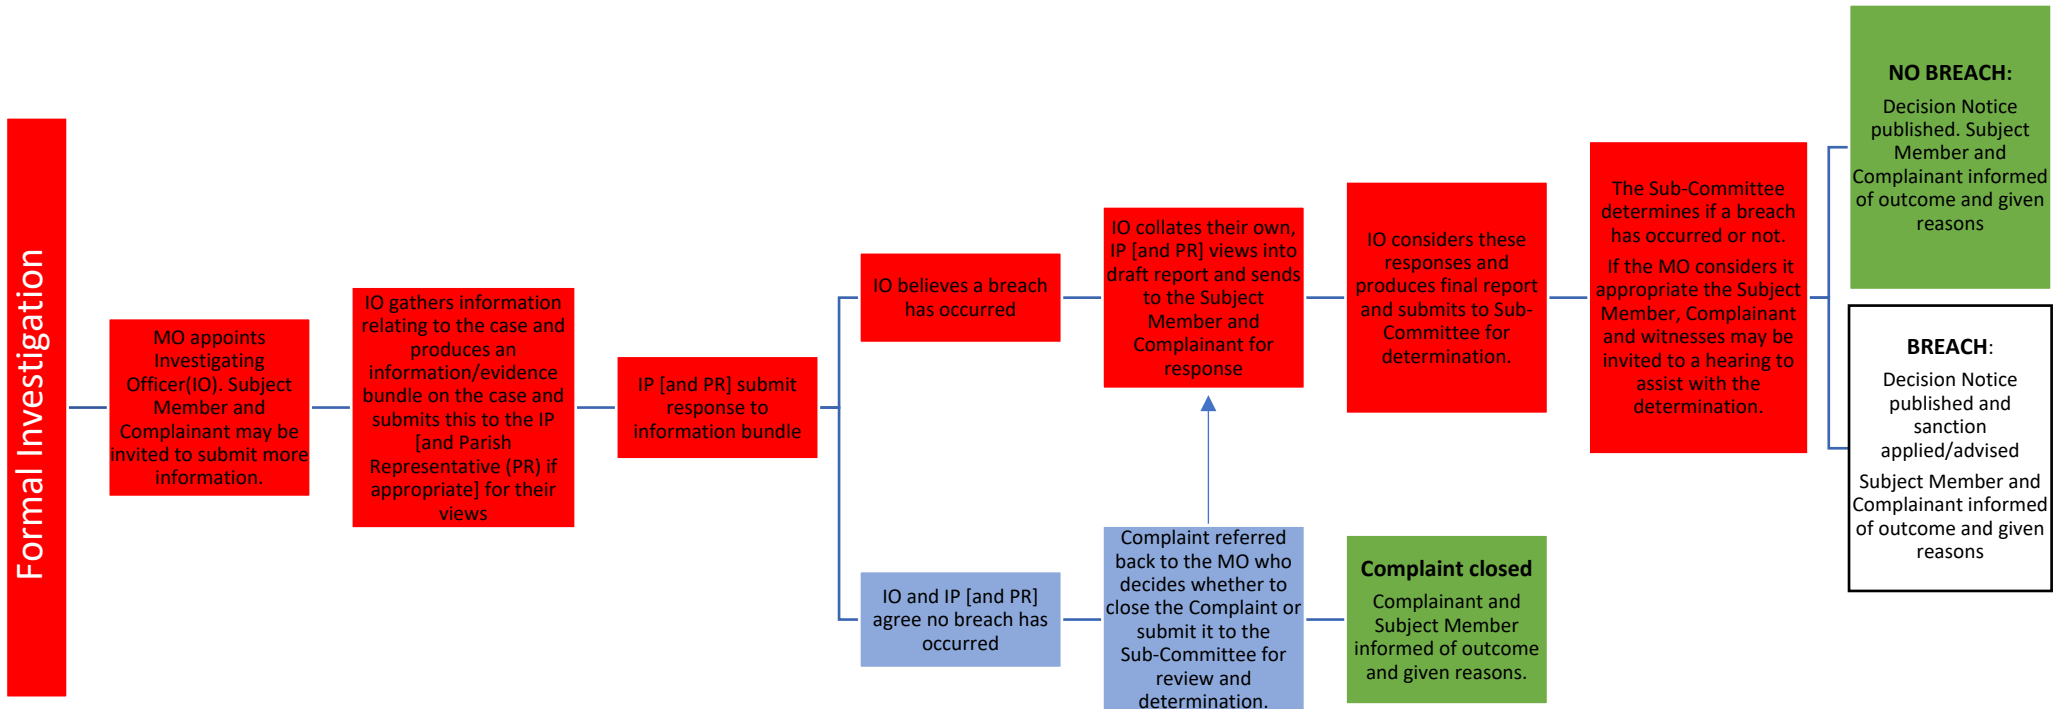 Formal Investigation
MO appoints
Investigating
Officer(IO). Subject
Member and
Complainant may be
invited to submit more
information.
IO gathers information
relating to the case and
produces an
information/evidence
bundle on the case and
submits this to the IP
[and Parish
Representative (PR) if
appropriate] for their
views
IP [and PR] submit
response to
information bundle
IO believes a breach
has occurred
IO collates their own,
IP [and PR] views into
draft report and sends
to the Subject
Member and
Complainant for
response
IO considers these
responses and
produces final report
and submits to Sub-
Committee for
determination.
The Sub-Committee
determines if a breach
has occurred or not.
If the MO considers it
appropriate the Subject
Member, Complainant
and witnesses may be
invited to a hearing to
assist with the
determination.
NO BREACH:
Decision Notice
published. Subject
Member and
Complainant informed
of outcome and given
reasons
BREACH:
Decision Notice
published and
sanction
applied/advised
Subject Member and
Complainant informed
of outcome and given
reasons
IO and IP [and PR]
agree no breach has
occurred
Complaint referred
back to the MO who
decides whether to
close the Complaint or
submit it to the
Sub-Committee for
review and
determination.
Complaint closed
Complainant and
Subject Member
informed of outcome
and given reasons.